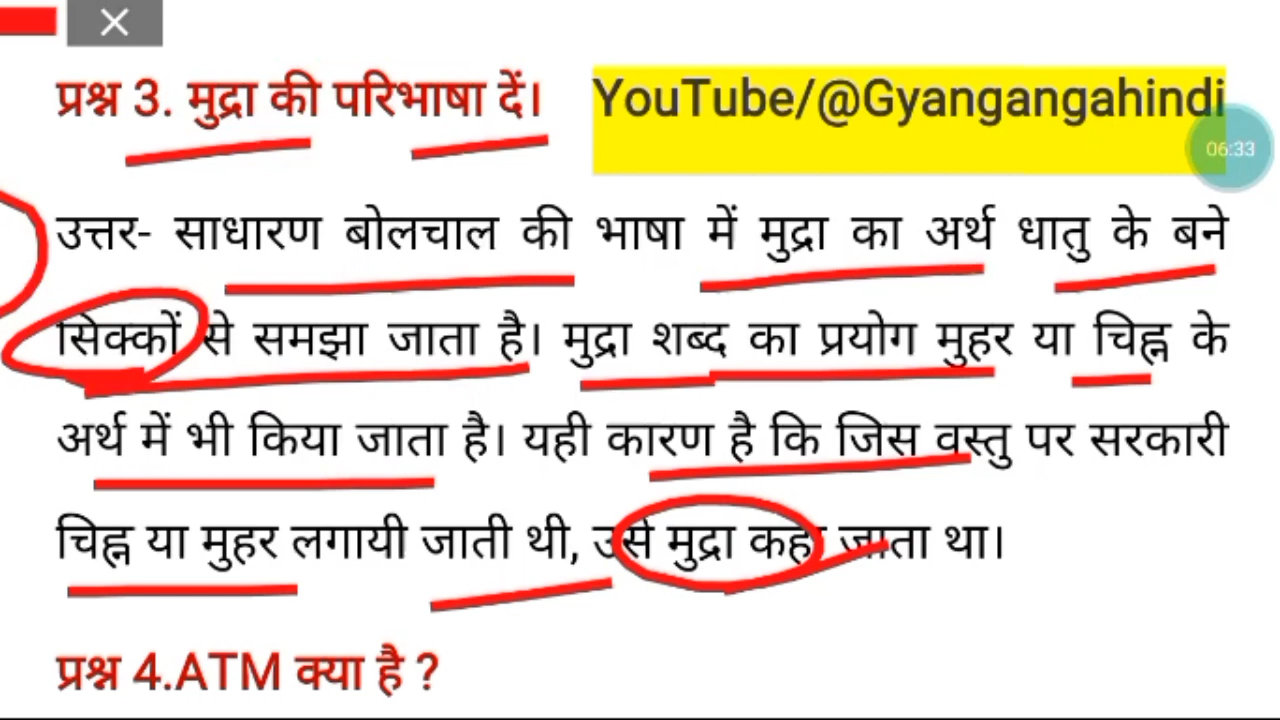 प्रश्न 3. मुद्रा की परिभाषा दें।
YouTube/@Gyangangahindi
06:33
उत्तर- साधारण बोलचाल की भाषा में मुद्रा का अर्थ धातु के बने
सिक्कों से समझा जाता है। मुद्रा शब्द का प्रयोग मुहर या चिह्न के
अर्थ में भी किया जाता है। यही कारण है कि जिस वस्तु पर सरकारी
चिह्न या मुहर लगायी जाती थी, उसे मुद्रा कहा जाता था।
प्रश्न 4.ATM क्या है ?